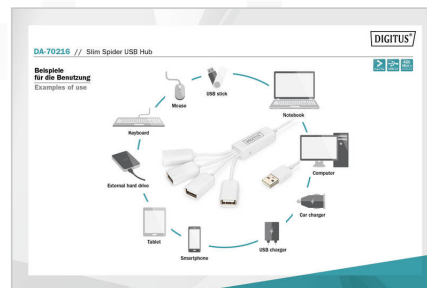 DIGITUS®
DA-70216 // Slim Spider USB Hub
Beispiele
für die Benutzung
Examples of use
USB stick
Mouse
Notebook
Keyboard
DIGITUS
External hard drive
Computer
Car charger
Tablet
USB charger
Smartphone